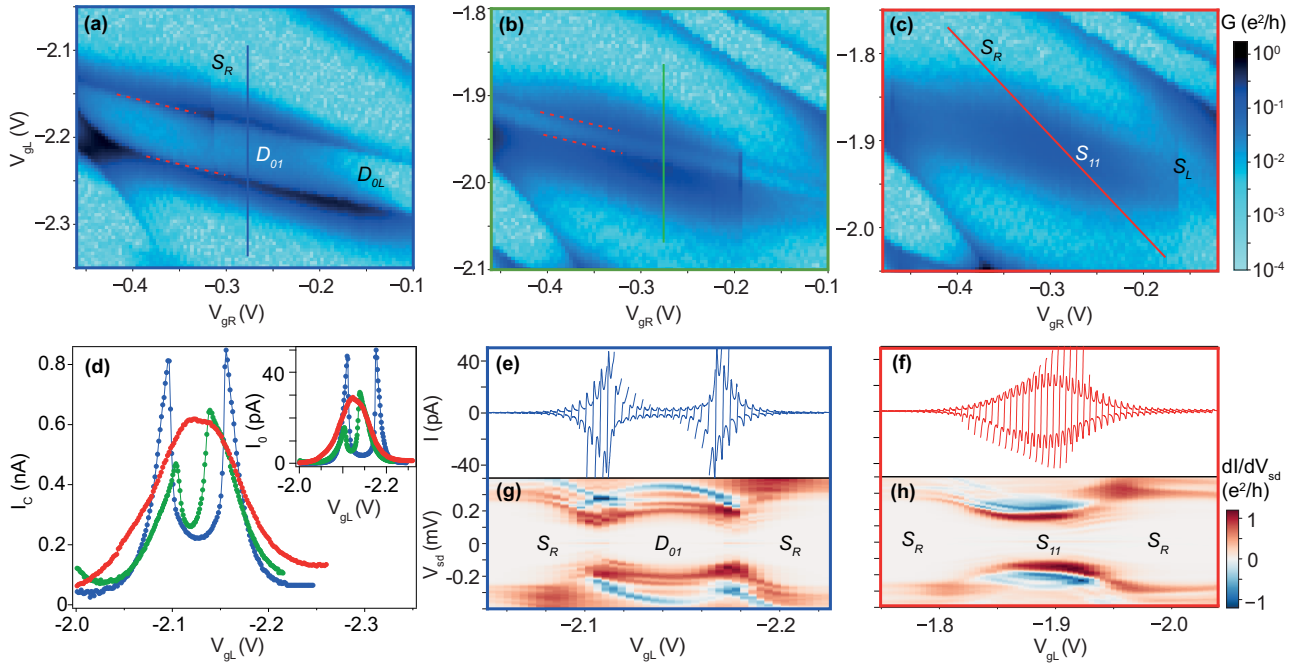 (a)
(b)
(c)
G (e²/h)
V_gL (V)
−2.1
−2.2
−2.3
S_R
D_01
D_0L
−0.4
−0.3
−0.2
−0.1
V_gR (V)
−1.8
−1.9
−2.0
−2.1
−0.4
−0.3
−0.2
−0.1
V_gR (V)
−1.8
−1.9
−2.0
S_R
S_11
S_L
−0.4
−0.3
−0.2
V_gR (V)
10⁰
10⁻¹
10⁻²
10⁻³
10⁻⁴
(d)
I_C (nA)
0.8
0.6
0.4
0.2
0
-2.0
-2.1
-2.2
-2.3
V_gL (V)
I_0 (pA)
40
0
-2.0
-2.2
V_gL (V)
(e)
I (pA)
40
0
-40
(f)
(g)
V_sd (mV)
0.2
0
-0.2
S_R
D_01
S_R
-2.1
-2.2
V_gL (V)
(h)
S_R
S_11
S_R
-1.8
-1.9
-2.0
V_gL (V)
dI/dV_sd
(e²/h)
1
0
-1